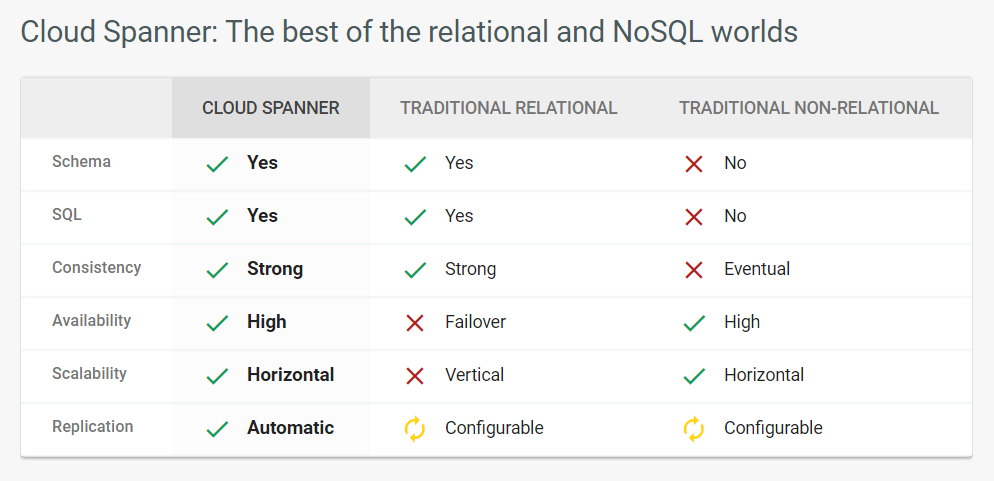 Cloud Spanner: The best of the relational and NoSQL worlds
CLOUD SPANNER TRADITIONAL RELATIONAL TRADITIONAL NON-RELATIONAL
Schema Yes Yes No
SQL Yes Yes No
Consistency Strong Strong Eventual
Availability High Failover High
Scalability Horizontal Vertical Horizontal
Replication Automatic Configurable Configurable